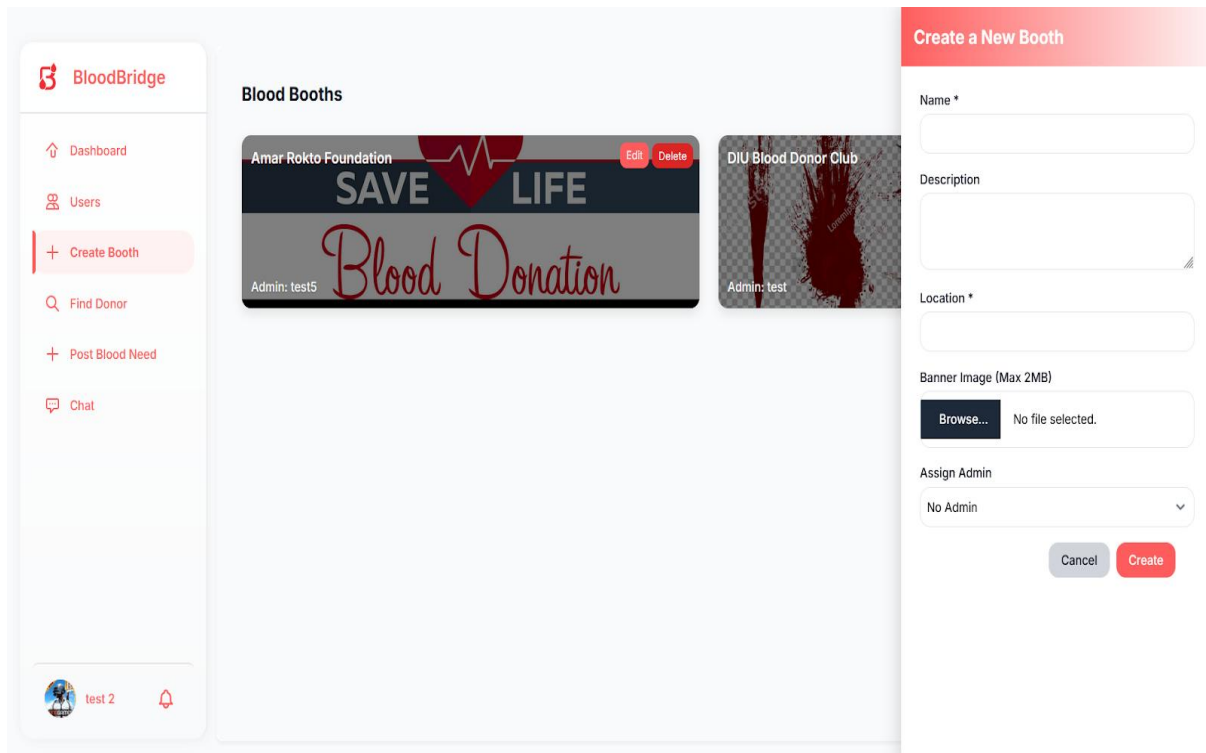 BloodBridge
Dashboard
Users
Create Booth
Find Donor
Post Blood Need
Chat
test 2
Blood Booths
Amar Rokto Foundation
Edit
Delete
SAVE LIFE
Blood Donation
Admin: test5
DIU Blood Donor Club
Admin: test
Create a New Booth
Name *
Description
Location *
Banner Image (Max 2MB)
Browse... No file selected.
Assign Admin
No Admin
Cancel
Create